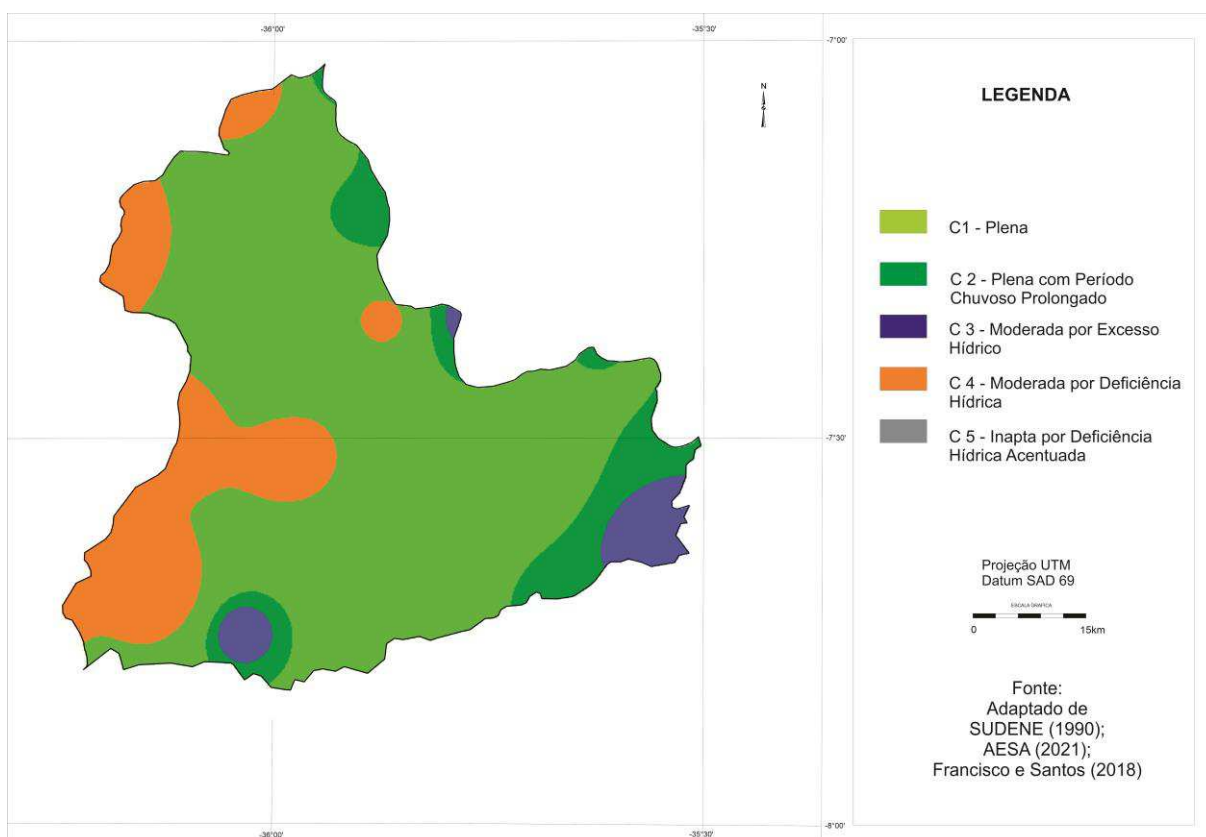 -36°00'
-35°30'
-7°00'
N
LEGENDA
C1 - Plena
C 2 - Plena com Período
Chuvoso Prolongado
C 3 - Moderada por Excesso
Hídrico
C 4 - Moderada por Deficiência
Hídrica
C 5 - Inapta por Deficiência
Hídrica Acentuada
-7°30'
Projeção UTM
Datum SAD 69
ESCALA GRÁFICA
0 15km
Fonte:
Adaptado de
SUDENE (1990);
AESA (2021);
Francisco e Santos (2018)
-8°00'
-36°00'
-35°30'